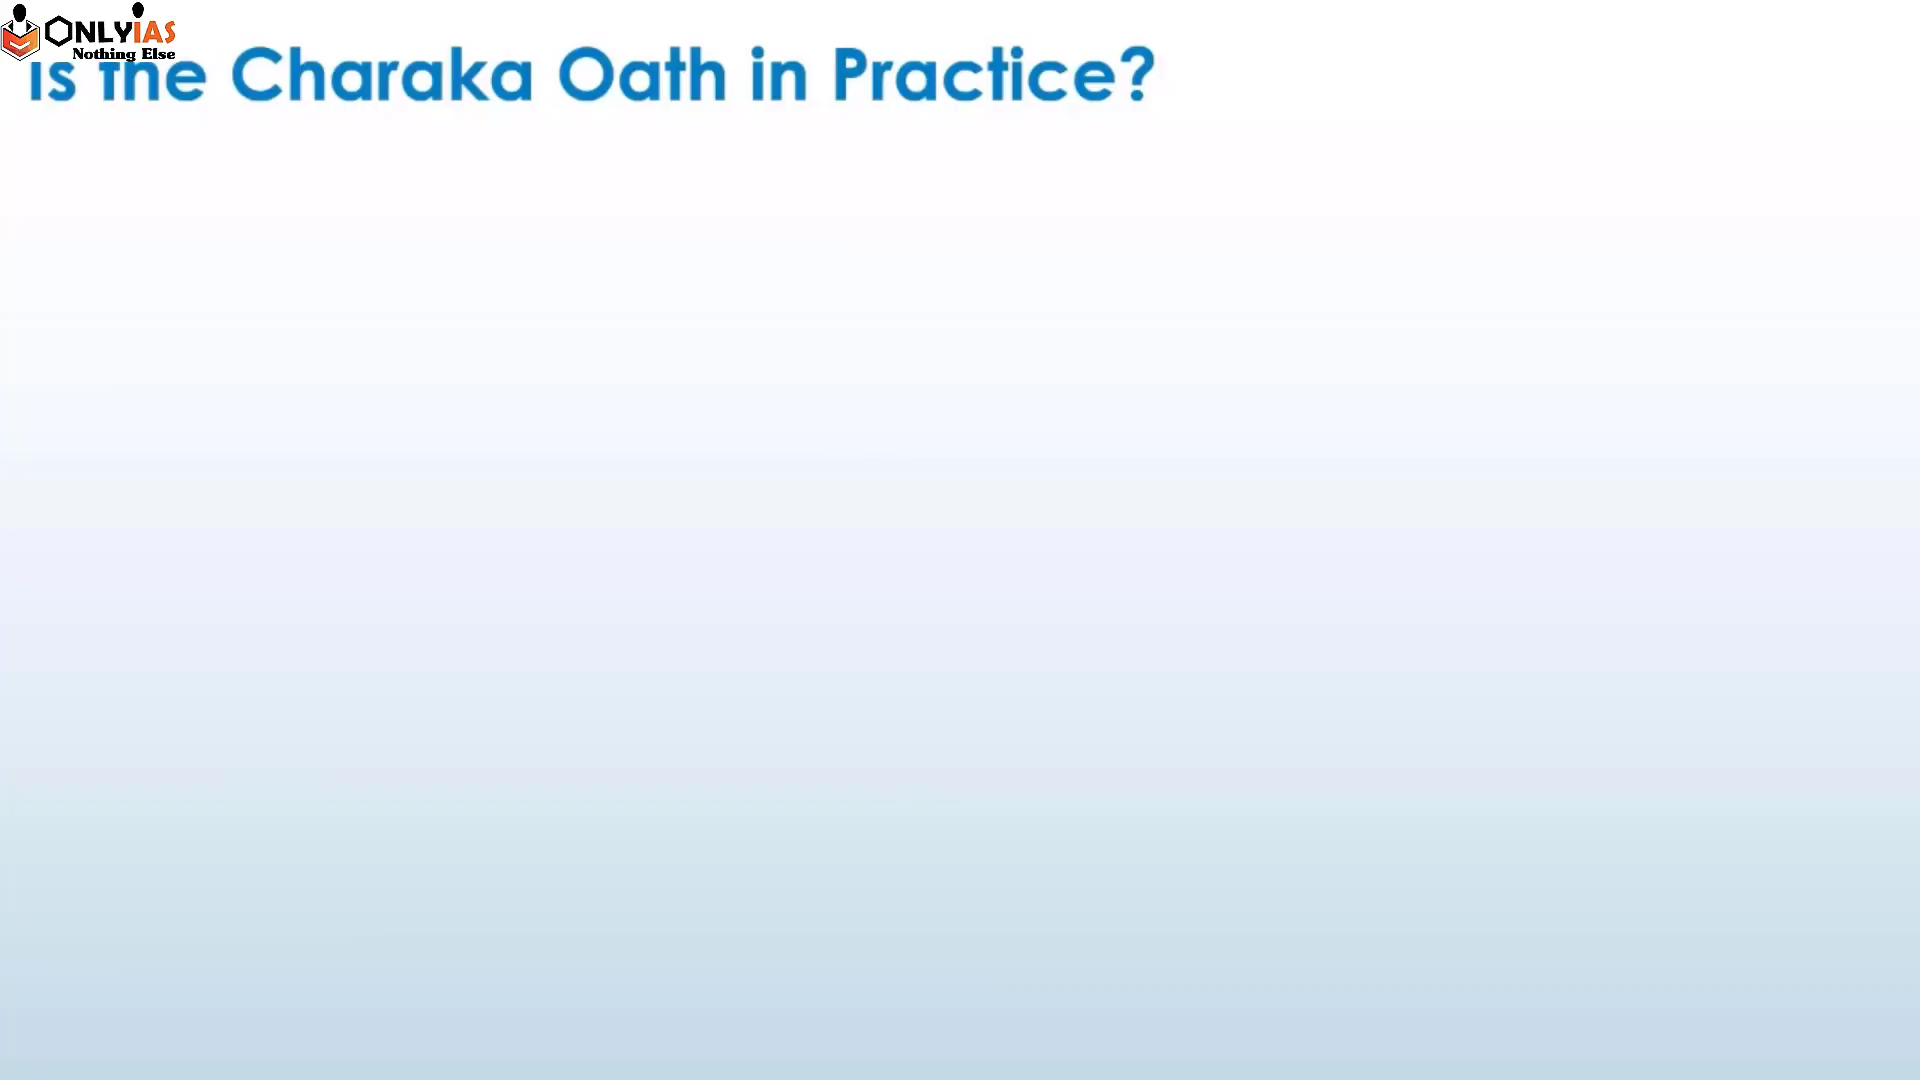 ONLYIAS
Nothing Else
Is the Charaka Oath in Practice?